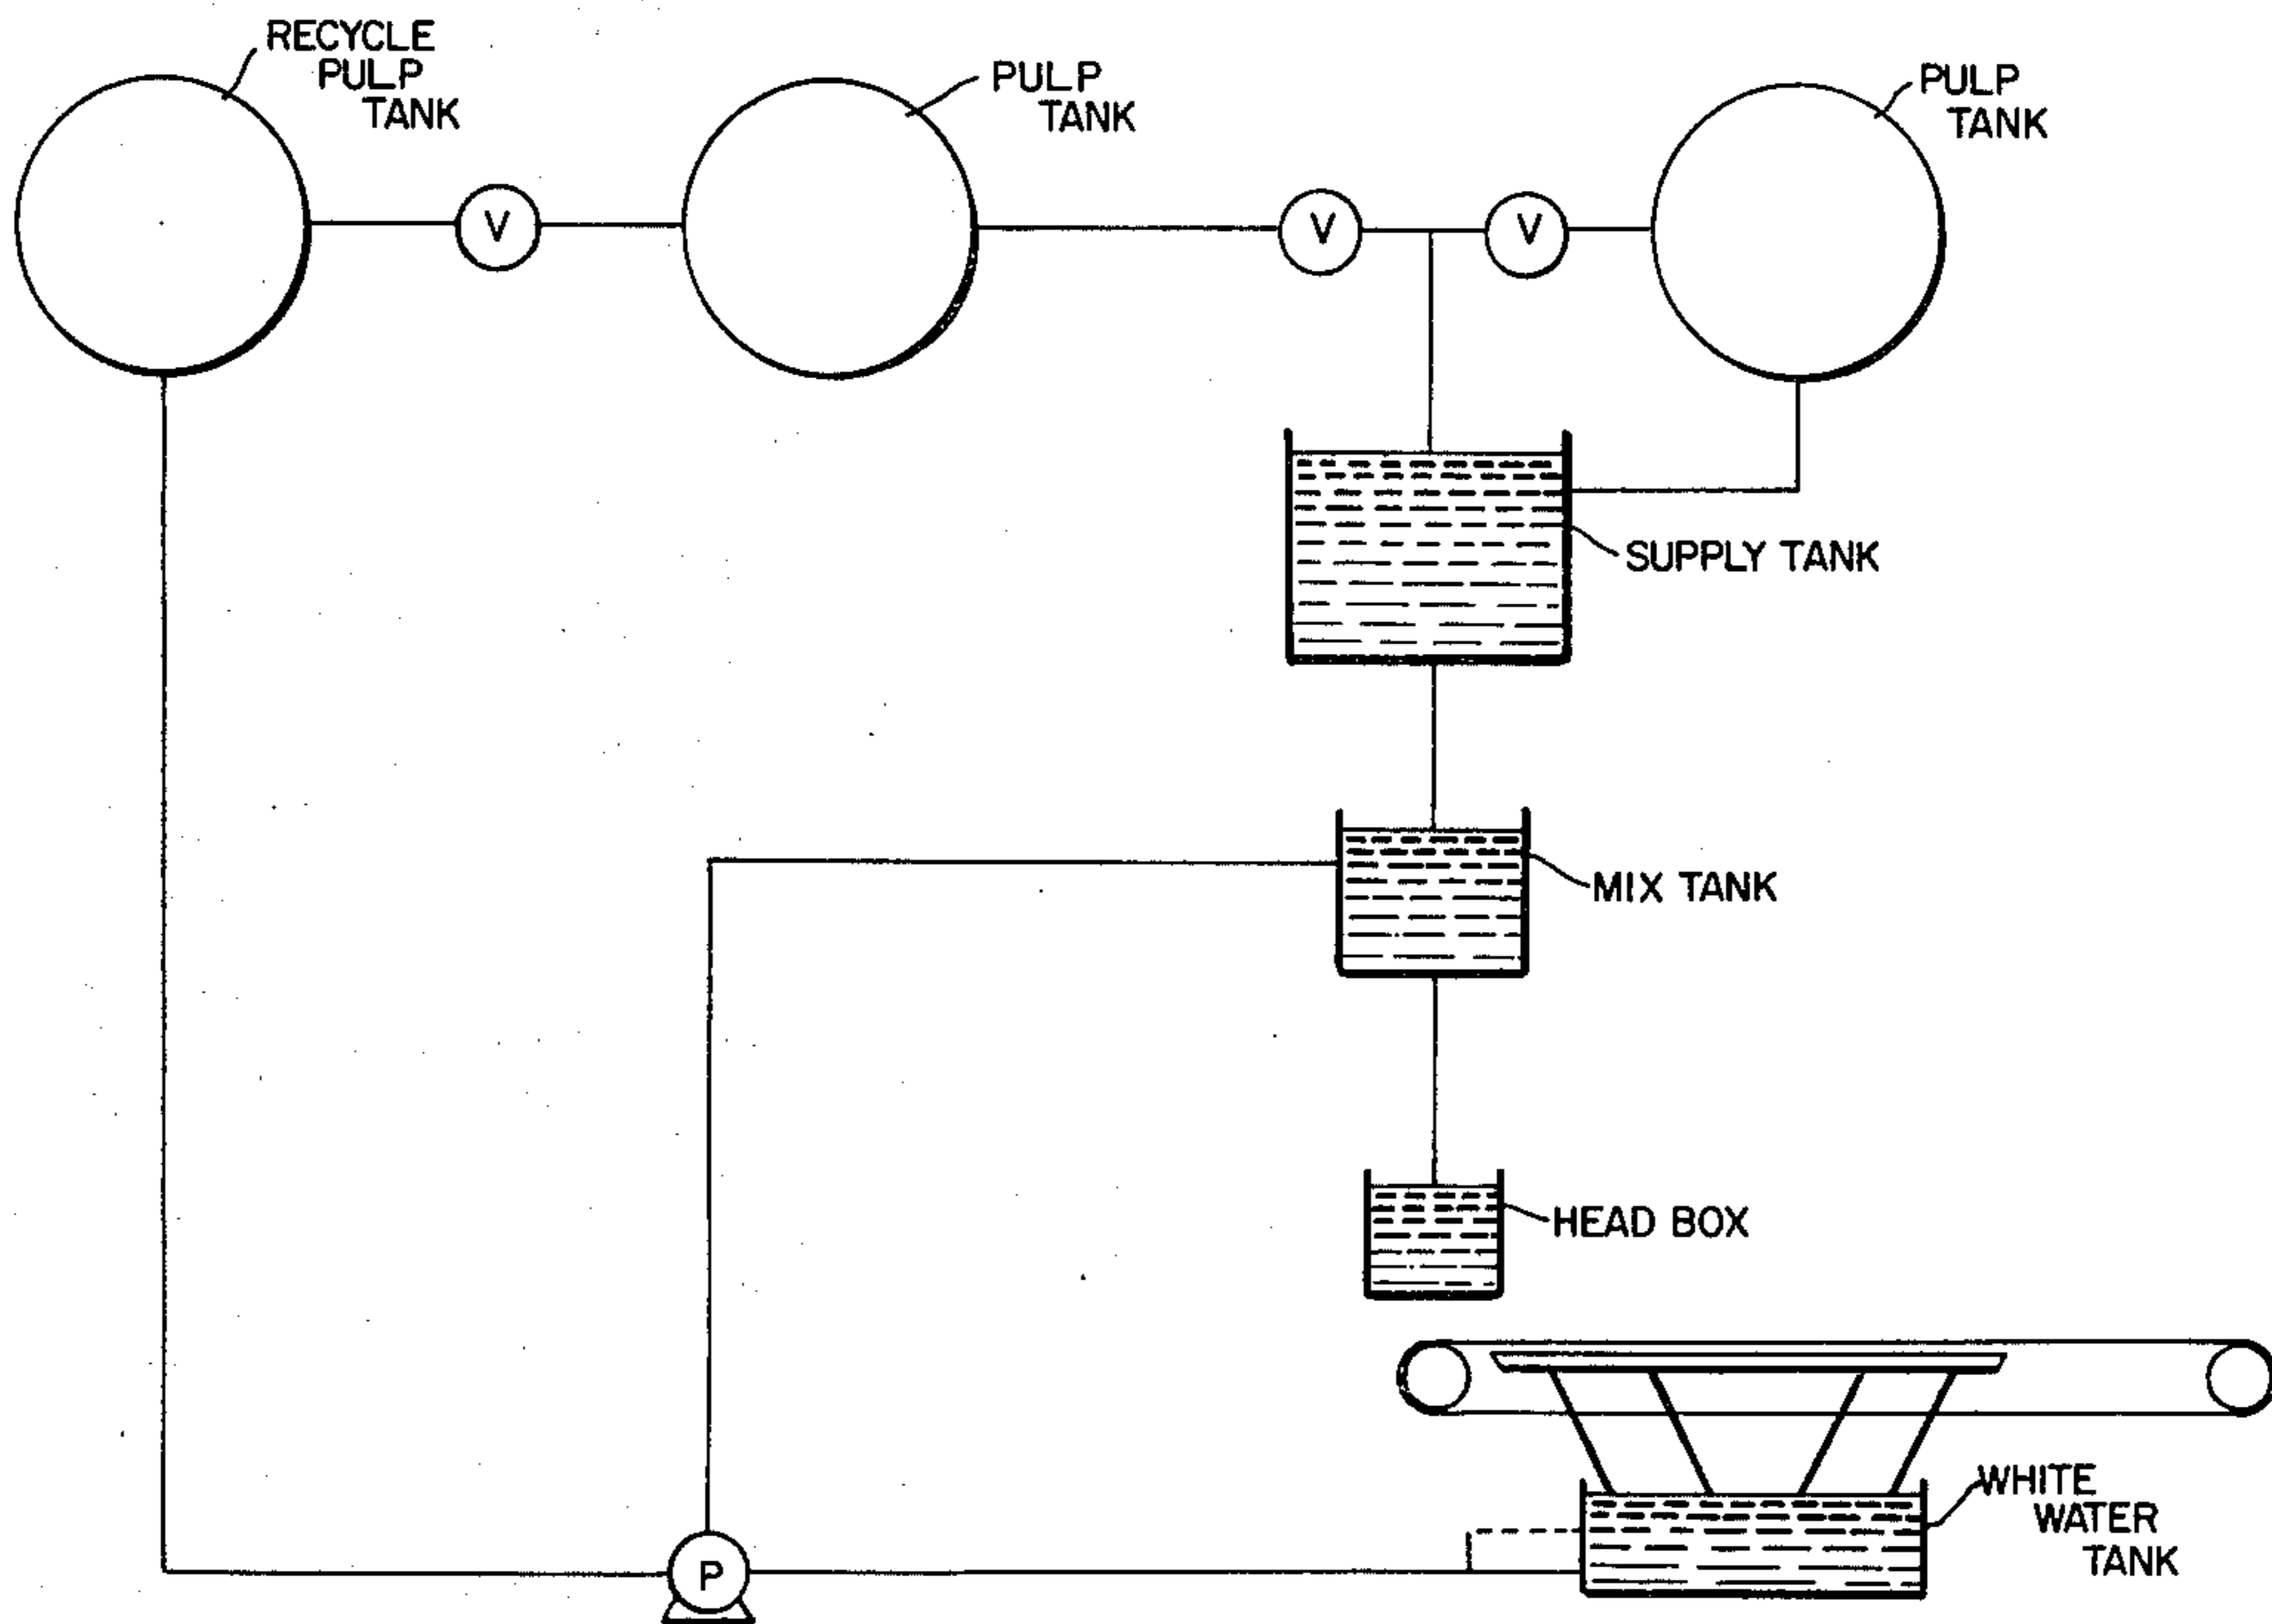 RECYCLE
PULP
TANK
PULP
TANK
PULP
TANK
V
V
V
SUPPLY TANK
MIX TANK
HEAD BOX
WHITE
WATER
TANK
P